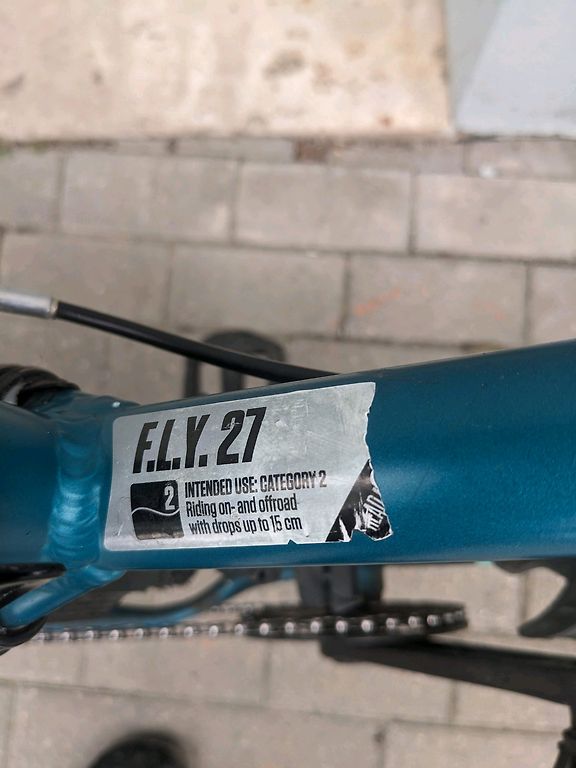 F.L.Y. 27
2
INTENDED USE: CATEGORY 2
Riding on- and offroad
with drops up to 15 cm